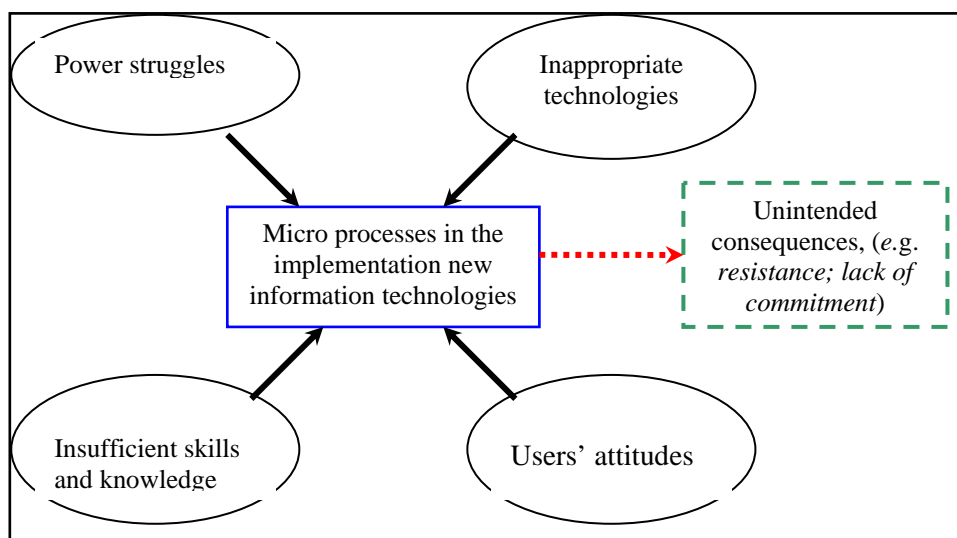 Power struggles
Inappropriate
technologies
Micro processes in the
implementation new
information technologies
Unintended
consequences, (e.g.
resistance; lack of
commitment)
Insufficient skills
and knowledge
Users’ attitudes